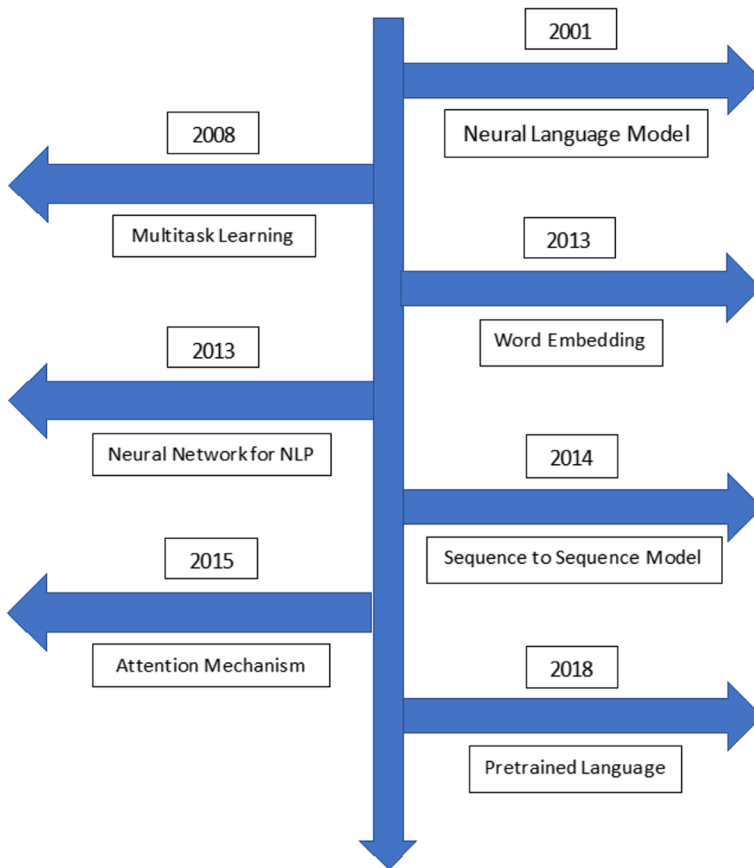 2001
Neural Language Model
2008
Multitask Learning
2013
Word Embedding
2013
Neural Network for NLP
2014
Sequence to Sequence Model
2015
Attention Mechanism
2018
Pretrained Language